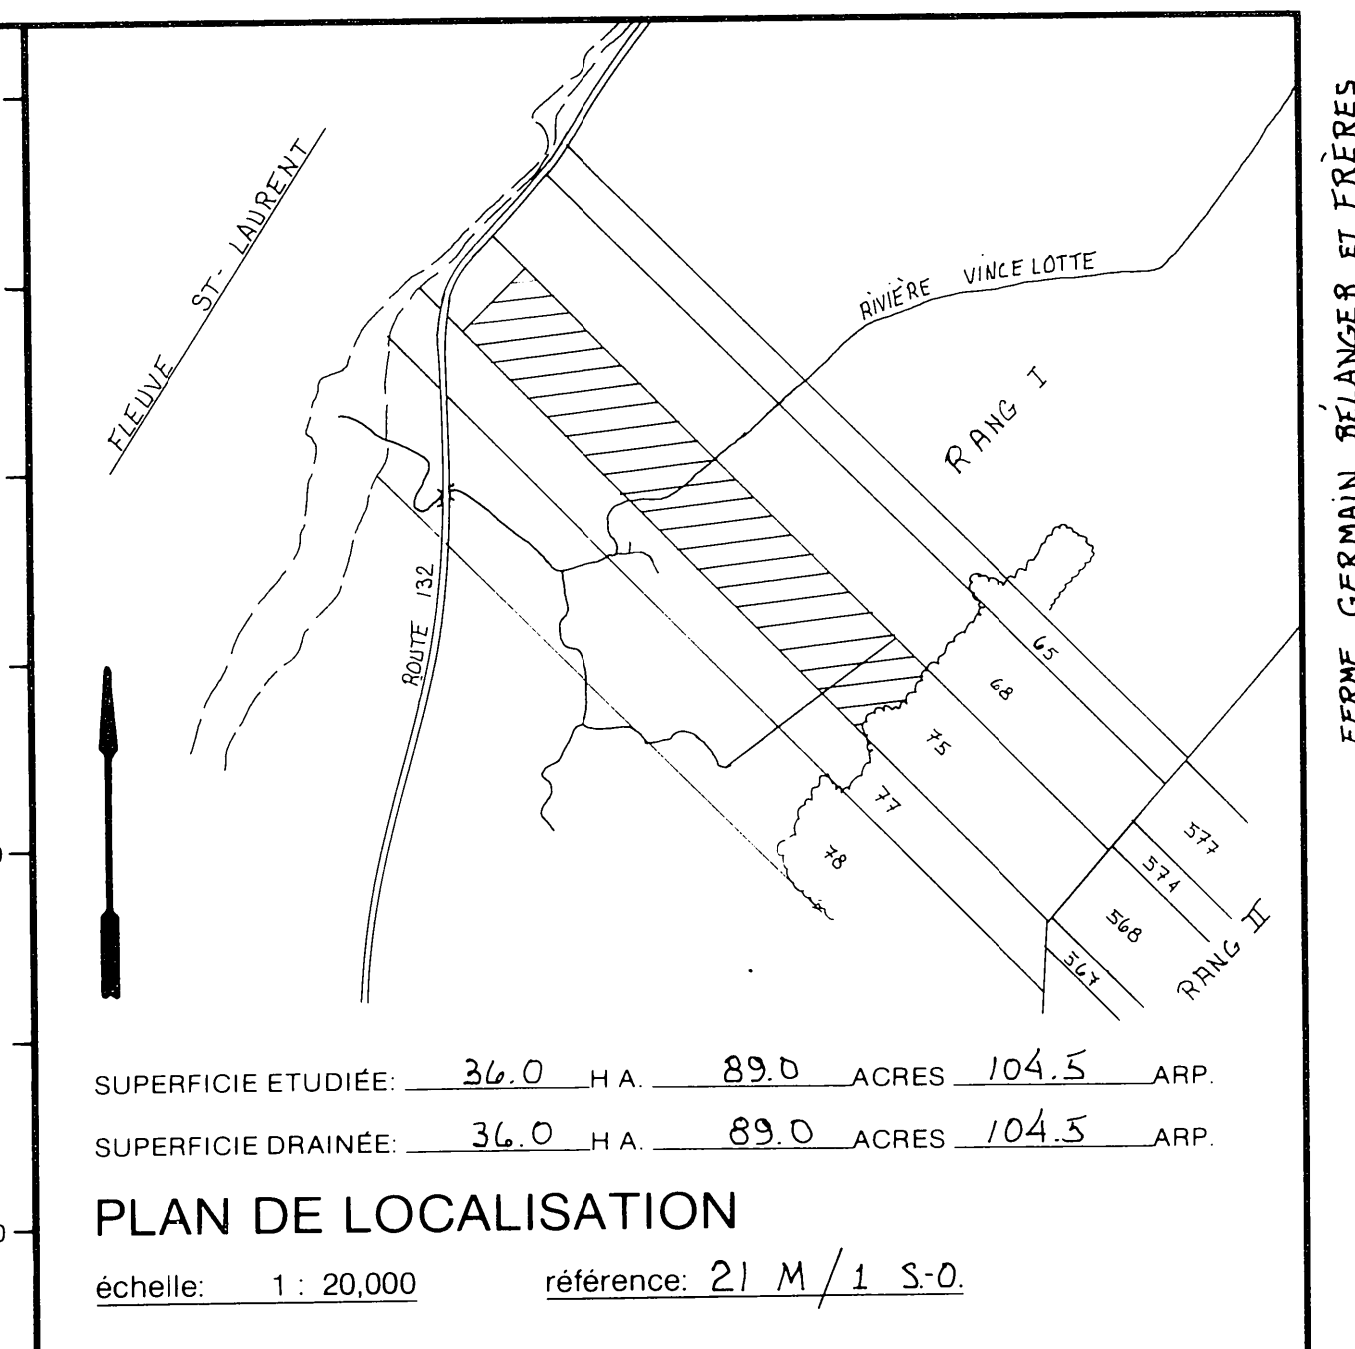 FLEUVE ST-LAURENT
RIVIÈRE VINCELOTTE
RANG I
ROUTE 132
65
68
75
77
78
577
574
568
567
RANG II
SUPERFICIE ETUDIÉE: 36.0 HA. 89.0 ACRES 104.5 ARP.
SUPERFICIE DRAINÉE: 36.0 HA. 89.0 ACRES 104.5 ARP.
PLAN DE LOCALISATION
échelle: 1 : 20,000 référence: 21 M/1 S.-O.
FERME GERMAIN BÉLANGER ET FRÈRES